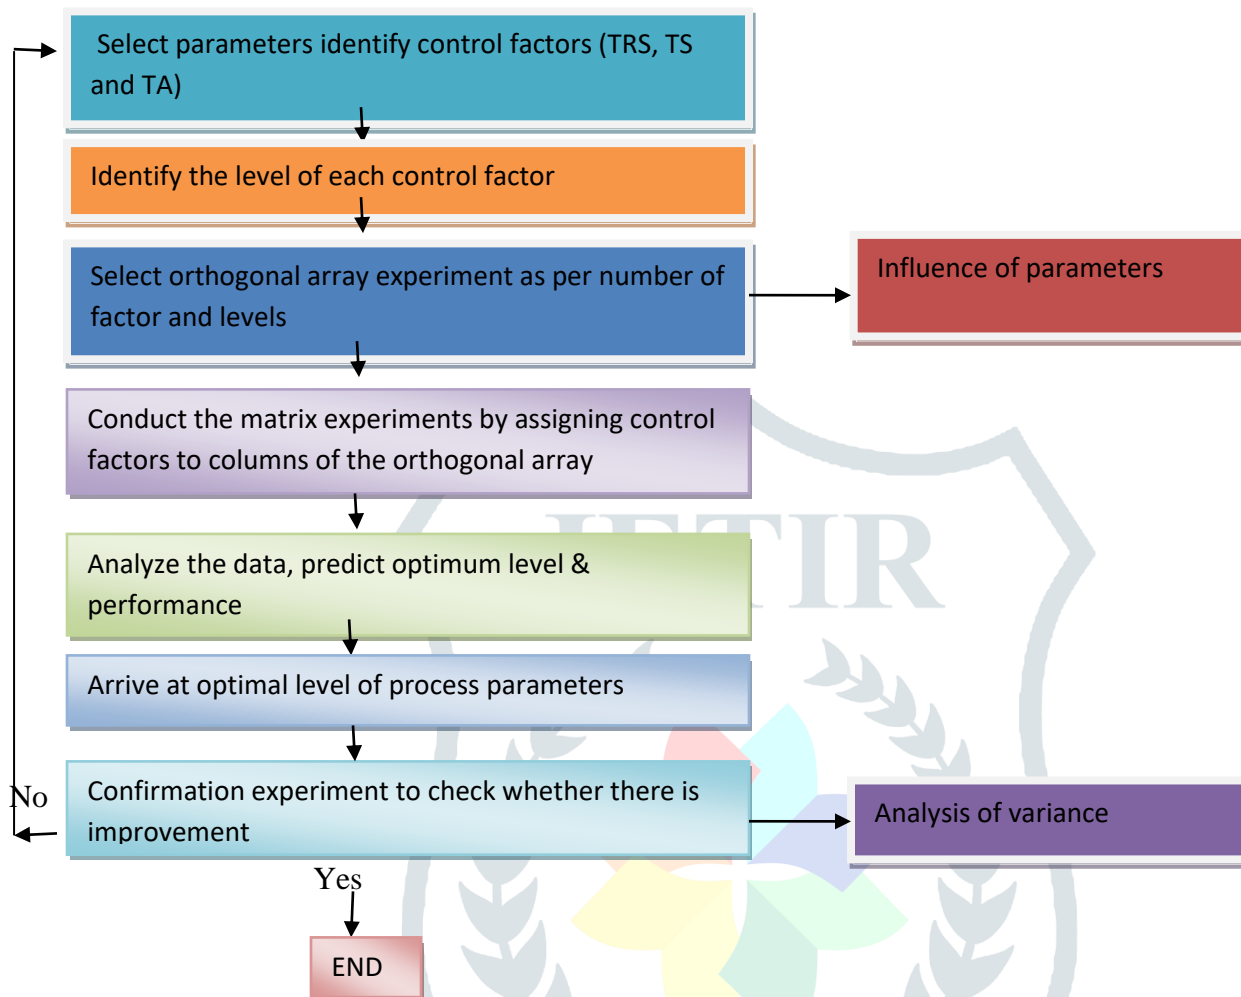 Select parameters identify control factors (TRS, TS
and TA)
Identify the level of each control factor
Select orthogonal array experiment as per number of
factor and levels
Influence of parameters
Conduct the matrix experiments by assigning control
factors to columns of the orthogonal array
JETIR
Analyze the data, predict optimum level &
performance
Arrive at optimal level of process parameters
No
Confirmation experiment to check whether there is
improvement
Analysis of variance
Yes
END